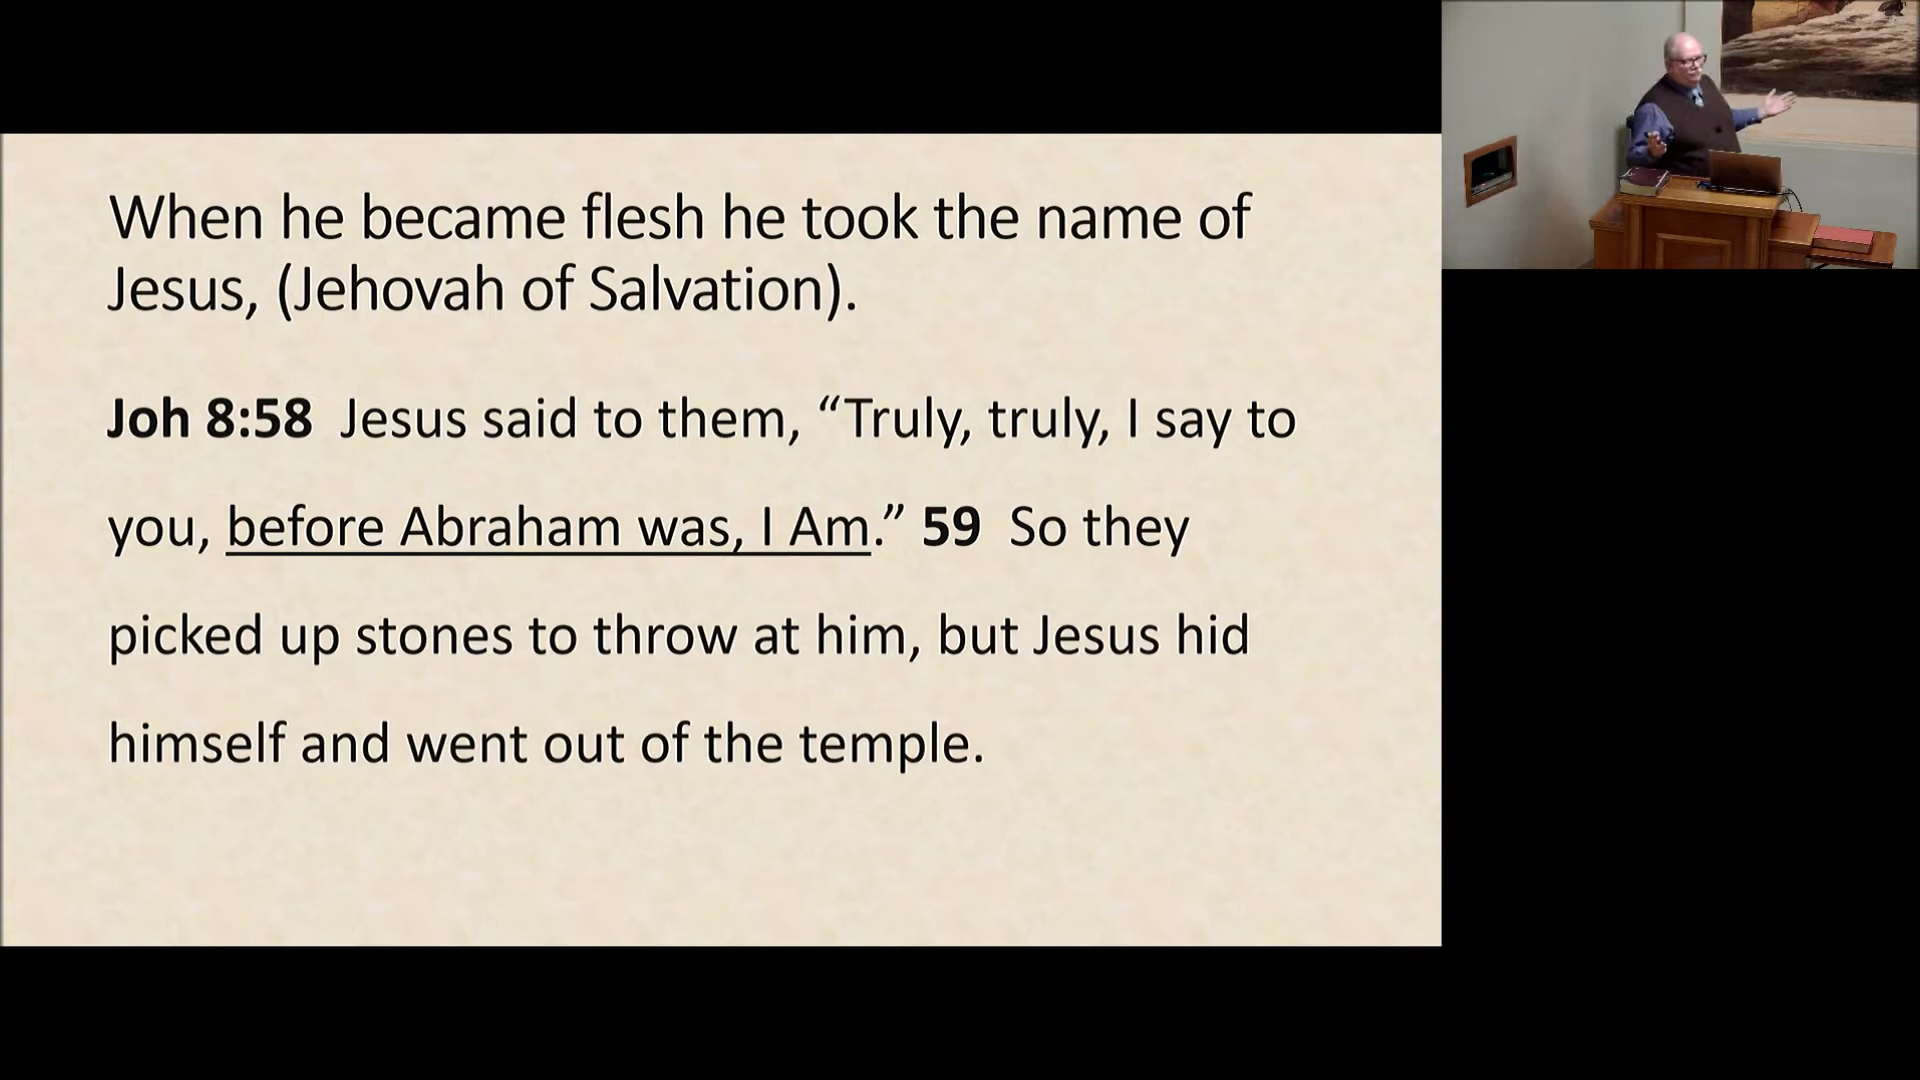 When he became flesh he took the name of
Jesus, (Jehovah of Salvation).
Joh 8:58  Jesus said to them, “Truly, truly, I say to
you, before Abraham was, I Am.” 59  So they
picked up stones to throw at him, but Jesus hid
himself and went out of the temple.